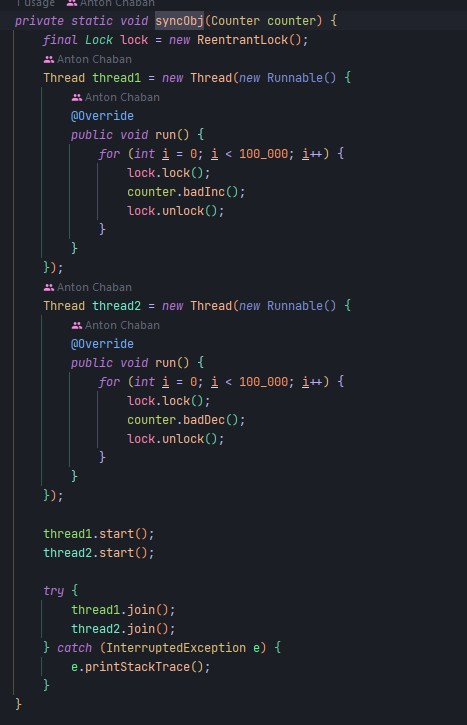 1 usage Anton Chaban
private static void syncObj(Counter counter) {
final Lock lock = new ReentrantLock();
Anton Chaban
Thread thread1 = new Thread(new Runnable() {
Anton Chaban
@Override
public void run() {
for (int i = 0; i < 100_000; i++) {
lock.lock();
counter.badInc();
lock.unlock();
}
}
});
Anton Chaban
Thread thread2 = new Thread(new Runnable() {
Anton Chaban
@Override
public void run() {
for (int i = 0; i < 100_000; i++) {
lock.lock();
counter.badDec();
lock.unlock();
}
}
});
thread1.start();
thread2.start();
try {
thread1.join();
thread2.join();
} catch (InterruptedException e) {
e.printStackTrace();
}
}